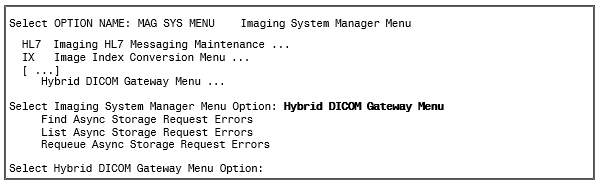 Select OPTION NAME: MAG SYS MENU    Imaging System Manager Menu
HL7  Imaging HL7 Messaging Maintenance ...
IX   Image Index Conversion Menu ...
[ ...]
Hybrid DICOM Gateway Menu ...
Select Imaging System Manager Menu Option: Hybrid DICOM Gateway Menu
Find Async Storage Request Errors
List Async Storage Request Errors
Requeue Async Storage Request Errors
Select Hybrid DICOM Gateway Menu Option: